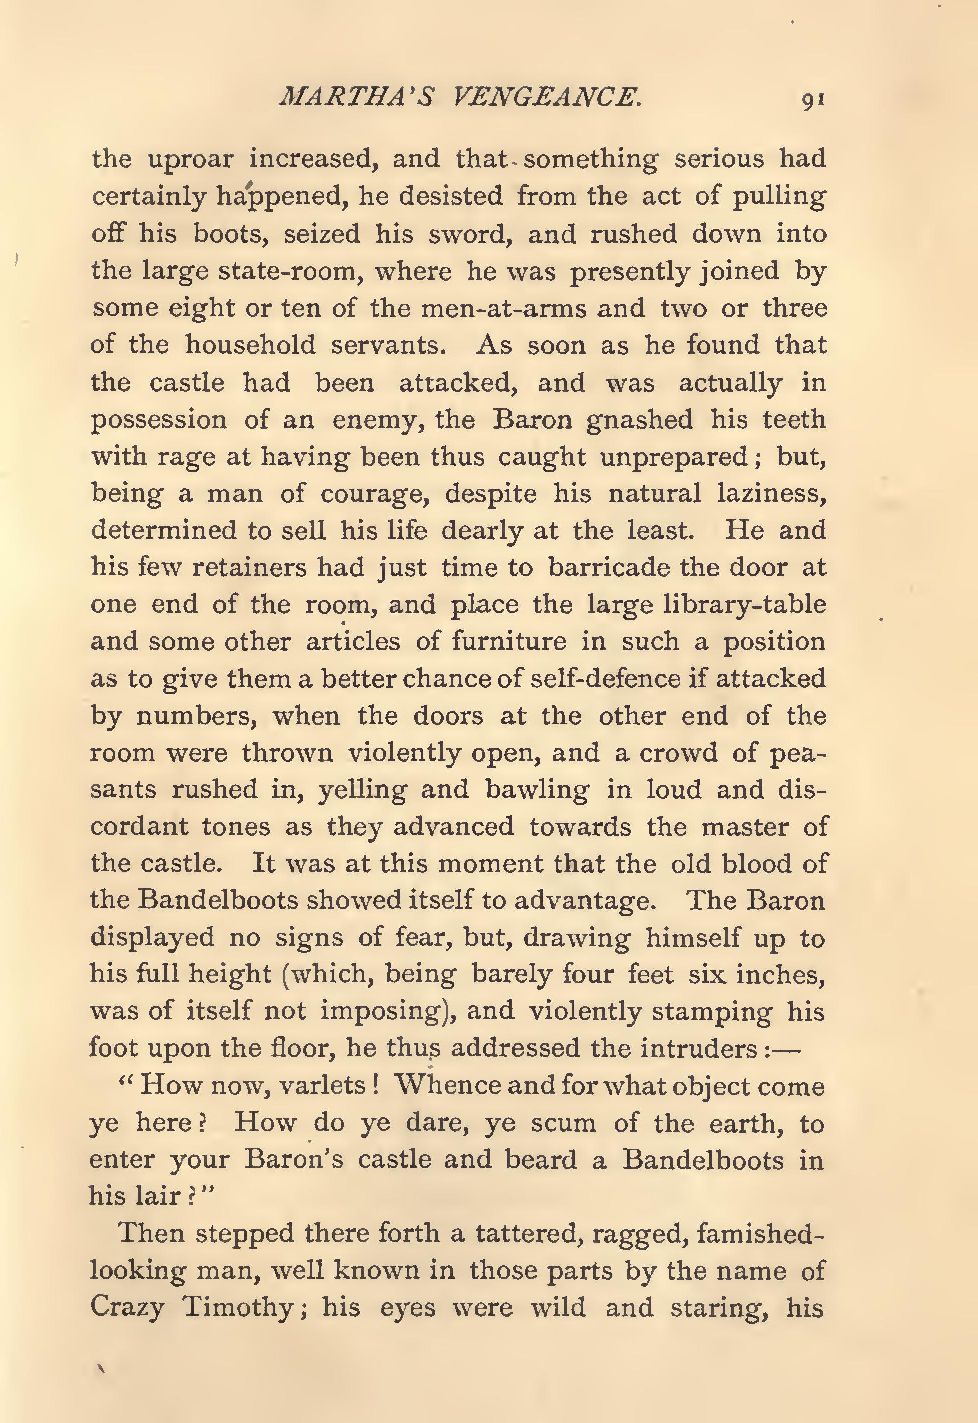 MARTHA'S VENGEANCE. 91
the uproar increased, and that something serious had
certainly happened, he desisted from the act of pulling
off his boots, seized his sword, and rushed down into
the large state-room, where he was presently joined by
some eight or ten of the men-at-arms and two or three
of the household servants. As soon as he found that
the castle had been attacked, and was actually in
possession of an enemy, the Baron gnashed his teeth
with rage at having been thus caught unprepared; but,
being a man of courage, despite his natural laziness,
determined to sell his life dearly at the least. He and
his few retainers had just time to barricade the door at
one end of the room, and place the large library-table
and some other articles of furniture in such a position
as to give them a better chance of self-defence if attacked
by numbers, when the doors at the other end of the
room were thrown violently open, and a crowd of pea-
sants rushed in, yelling and bawling in loud and dis-
cordant tones as they advanced towards the master of
the castle. It was at this moment that the old blood of
the Bandelboots showed itself to advantage. The Baron
displayed no signs of fear, but, drawing himself up to
his full height (which, being barely four feet six inches,
was of itself not imposing), and violently stamping his
foot upon the floor, he thus addressed the intruders:—
“How now, varlets! Whence and for what object come
ye here? How do ye dare, ye scum of the earth, to
enter your Baron's castle and beard a Bandelboots in
his lair?”
Then stepped there forth a tattered, ragged, famished-
looking man, well known in those parts by the name of
Crazy Timothy; his eyes were wild and staring, his